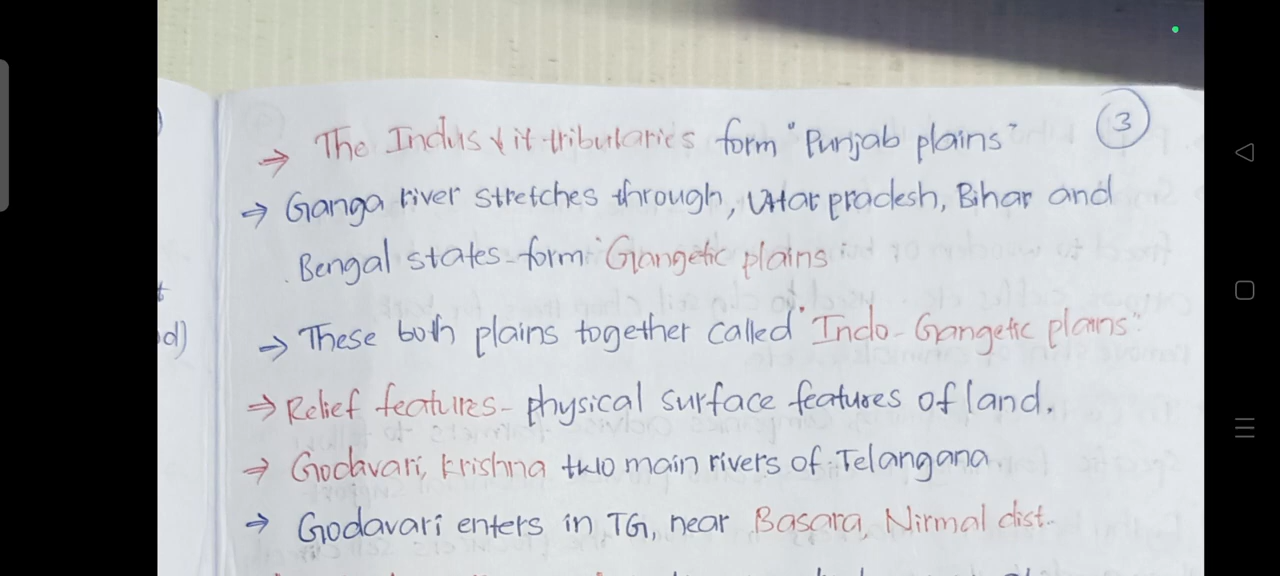 3
⇒ The Indus & it tributaries form "Punjab plains"
⇒ Ganga river stretches through, Uttar pradesh, Bihar and
Bengal states - form "Gangetic plains
⇒ These both plains together called "Indo-Gangetic plains"
⇒ Relief features - physical surface features of land.
⇒ Godavari, Krishna two main rivers of Telangana
⇒ Godavari enters in TG, near Basara, Nirmal dist.
d)